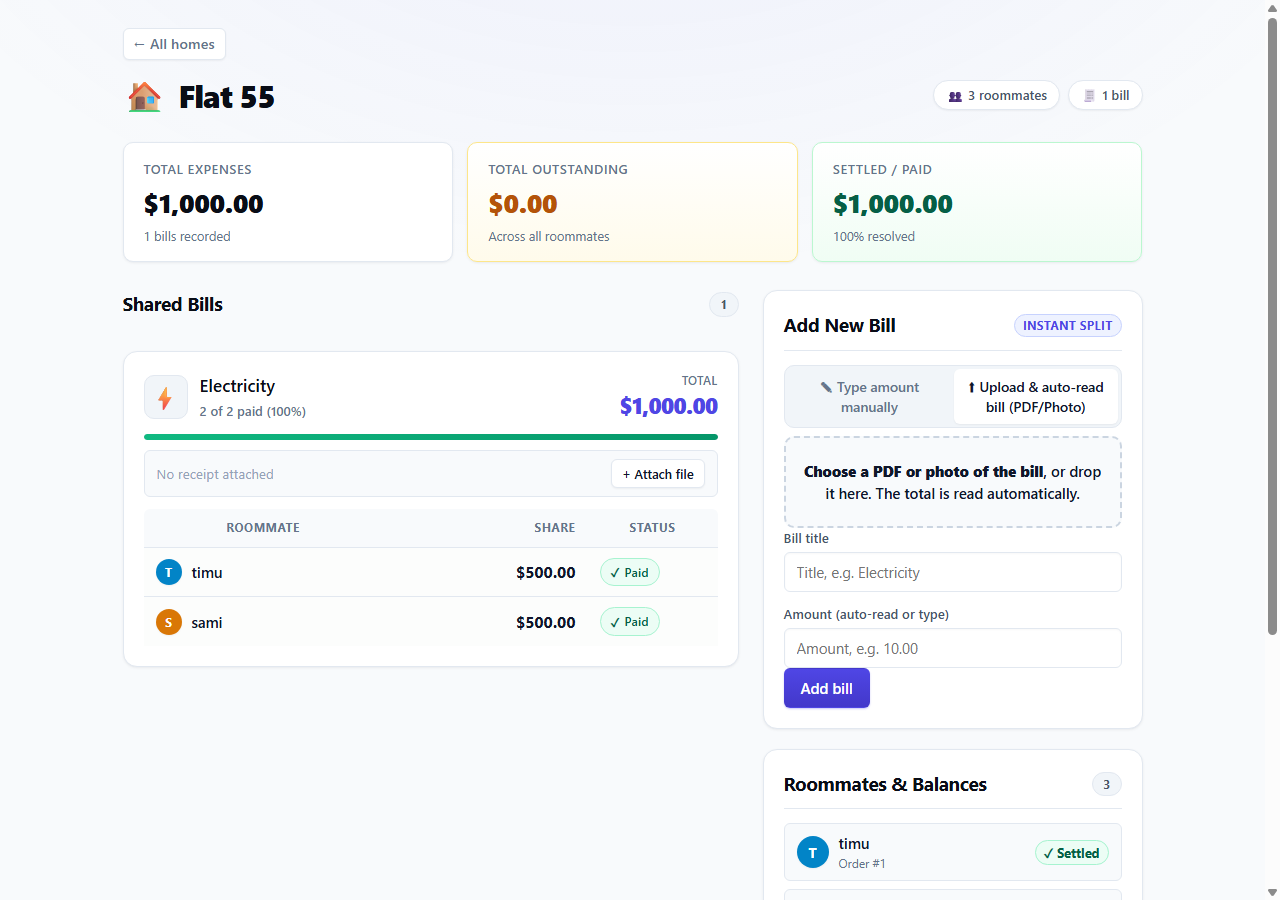 ← All homes
Flat 55
3 roommates
1 bill
TOTAL EXPENSES
$1,000.00
1 bills recorded
TOTAL OUTSTANDING
$0.00
Across all roommates
SETTLED / PAID
$1,000.00
100% resolved
Shared Bills
1
Electricity
2 of 2 paid (100%)
TOTAL
$1,000.00
No receipt attached
+ Attach file
ROOMMATE SHARE STATUS
T timu $500.00 ✓ Paid
S sami $500.00 ✓ Paid
Add New Bill
INSTANT SPLIT
✎ Type amount
manually
⬆ Upload & auto-read
bill (PDF/Photo)
Choose a PDF or photo of the bill, or drop
it here. The total is read automatically.
Bill title
Title, e.g. Electricity
Amount (auto-read or type)
Amount, e.g. 10.00
Add bill
Roommates & Balances
3
T timu
Order #1
✓ Settled